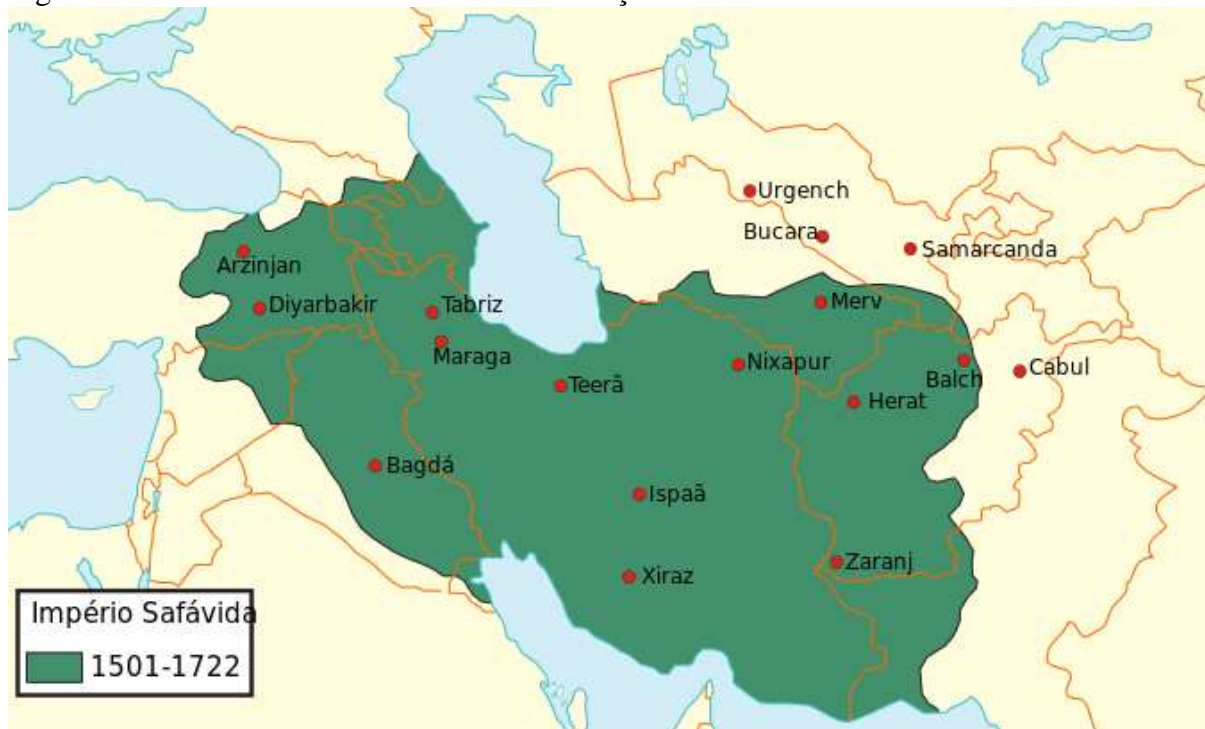 Urgench
Bucara
Samarcanda
Arzinjan
Diyarbakir
Tabriz
Merv
Maraga
Teerã
Nixapur
Balch
Cabul
Herat
Bagdá
Ispaã
Xiraz
Zaranj
Império Safávida
1501-1722